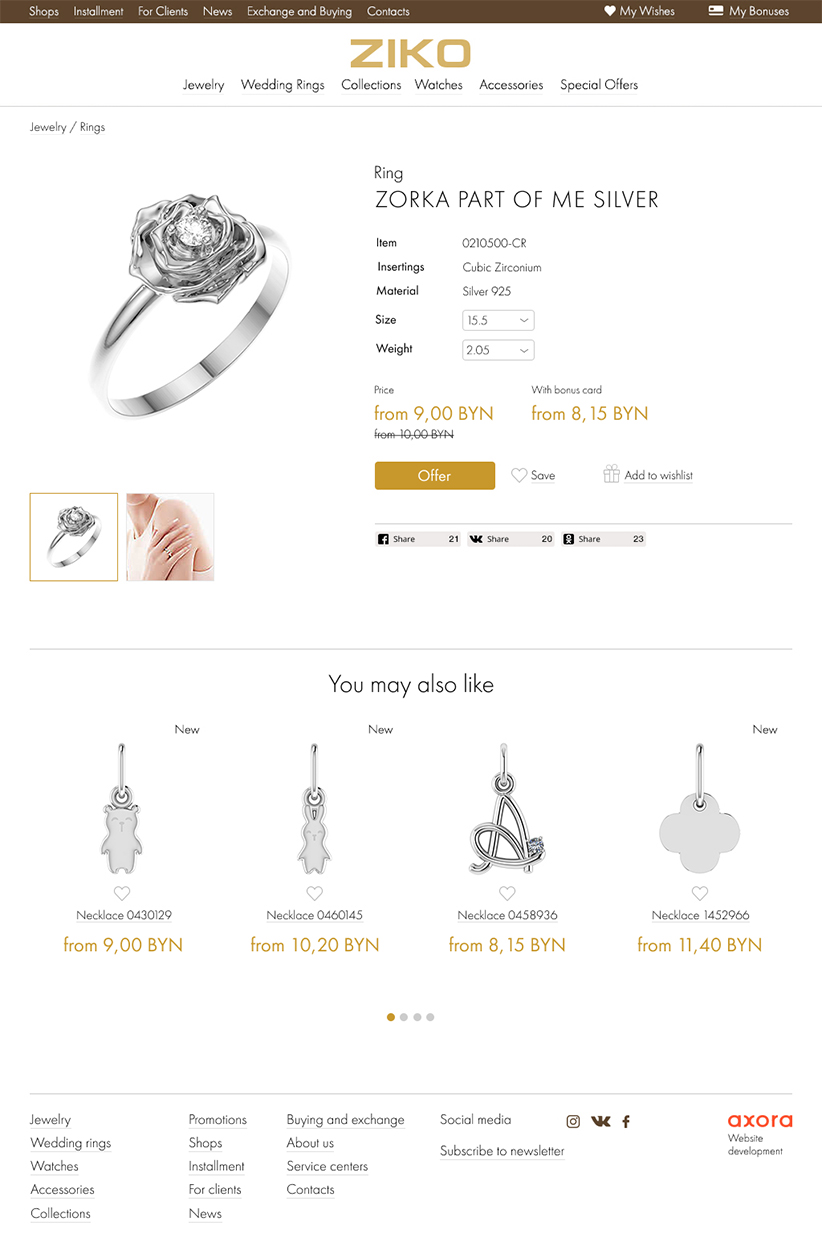 Shops Installment For Clients News Exchange and Buying Contacts My Wishes My Bonuses
ZIKO
Jewelry Wedding Rings Collections Watches Accessories Special Offers
Jewelry / Rings
Ring
ZORKA PART OF ME SILVER
Item 0210500-CR
Insertings Cubic Zirconium
Material Silver 925
Size 15.5
Weight 2.05
Price With bonus card
from 9,00 BYN from 8,15 BYN
from 10,00 BYN
Offer Save Add to wishlist
Share 21 Share 20 Share 23
You may also like
New New New
Necklace 0430129 Necklace 0460145 Necklace 0458936 Necklace 1452966
from 9,00 BYN from 10,20 BYN from 8,15 BYN from 11,40 BYN
Jewelry Promotions Buying and exchange Social media axora
Website
Wedding rings Shops About us Subscribe to newsletter development
Watches Installment Service centers
Accessories For clients Contacts
Collections News